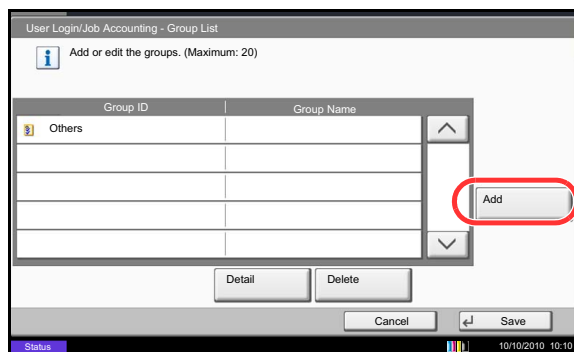 User Login/Job Accounting - Group List
Add or edit the groups. (Maximum: 20)
Group ID Group Name
Others
Add
Detail Delete
Cancel Save
Status 10/10/2010 10:10